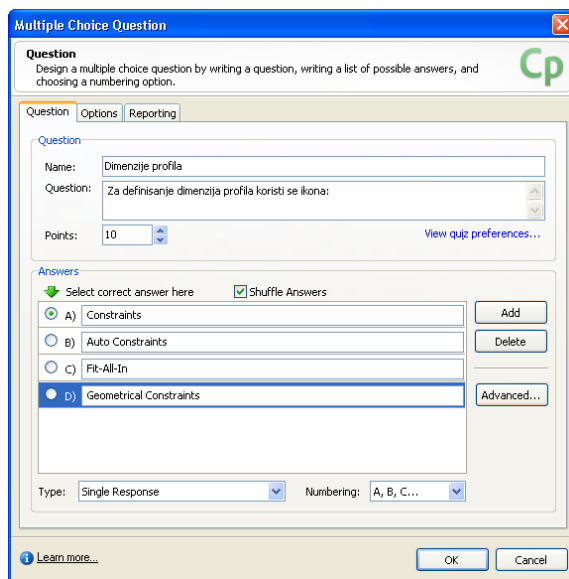 Multiple Choice Question
Question
Design a multiple choice question by writing a question, writing a list of possible answers, and
choosing a numbering option.
Cp
Question Options Reporting
Question
Name: Dimenzije profila
Question: Za definisanje dimenzija profila koristi se ikona:
Points: 10 View quiz preferences...
Answers
Select correct answer here Shuffle Answers
A) Constraints Add
B) Auto Constraints Delete
C) Fit-All-In
D) Geometrical Constraints Advanced...
Type: Single Response Numbering: A, B, C...
Learn more... OK Cancel